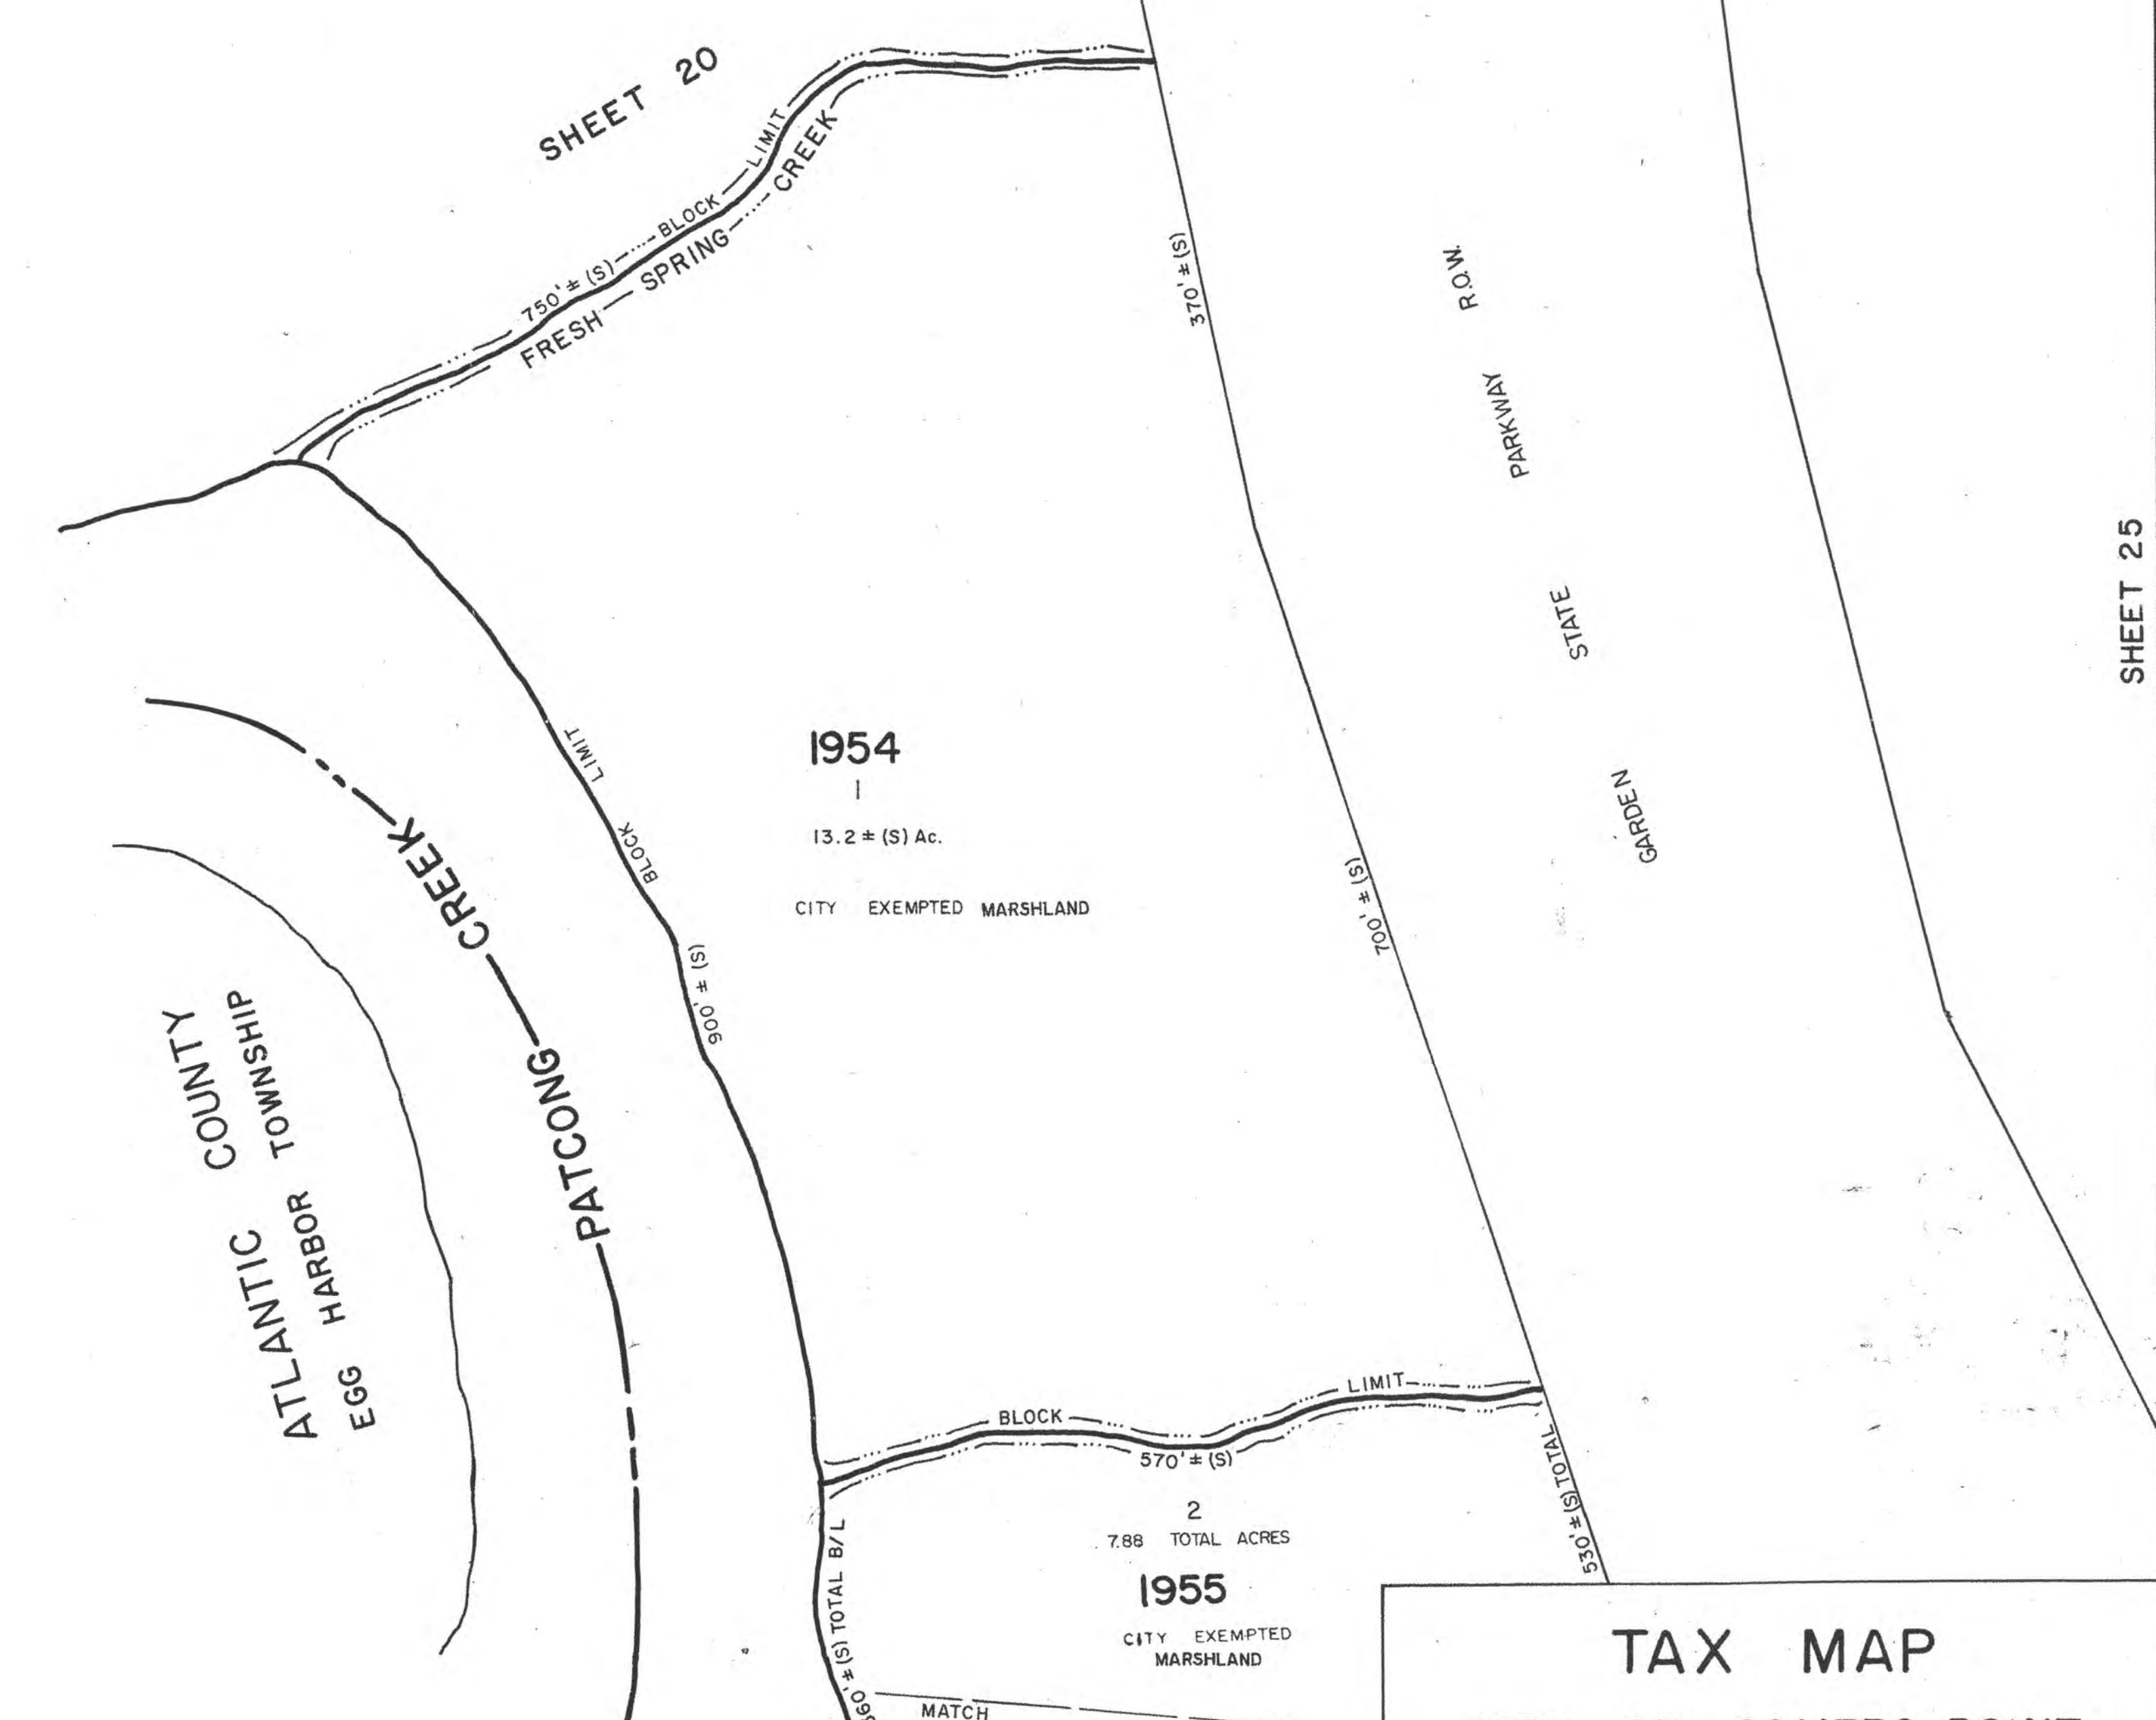 SHEET 20
BLOCK LIMIT
750'± (S)
FRESH SPRING CREEK
370'± (S)
GARDEN STATE PARKWAY R.O.W.
SHEET 25
1954
1
13.2 ± (S) Ac.
CITY EXEMPTED MARSHLAND
BLOCK LIMIT
900' ± (S)
700' ± (S)
PATCONG CREEK
ATLANTIC COUNTY
EGG HARBOR TOWNSHIP
BLOCK LIMIT
570'± (S)
530'± (S) TOTAL
2
7.88 TOTAL ACRES
1955
CITY EXEMPTED
MARSHLAND
60'± (S) TOTAL B/L
MATCH
TAX MAP